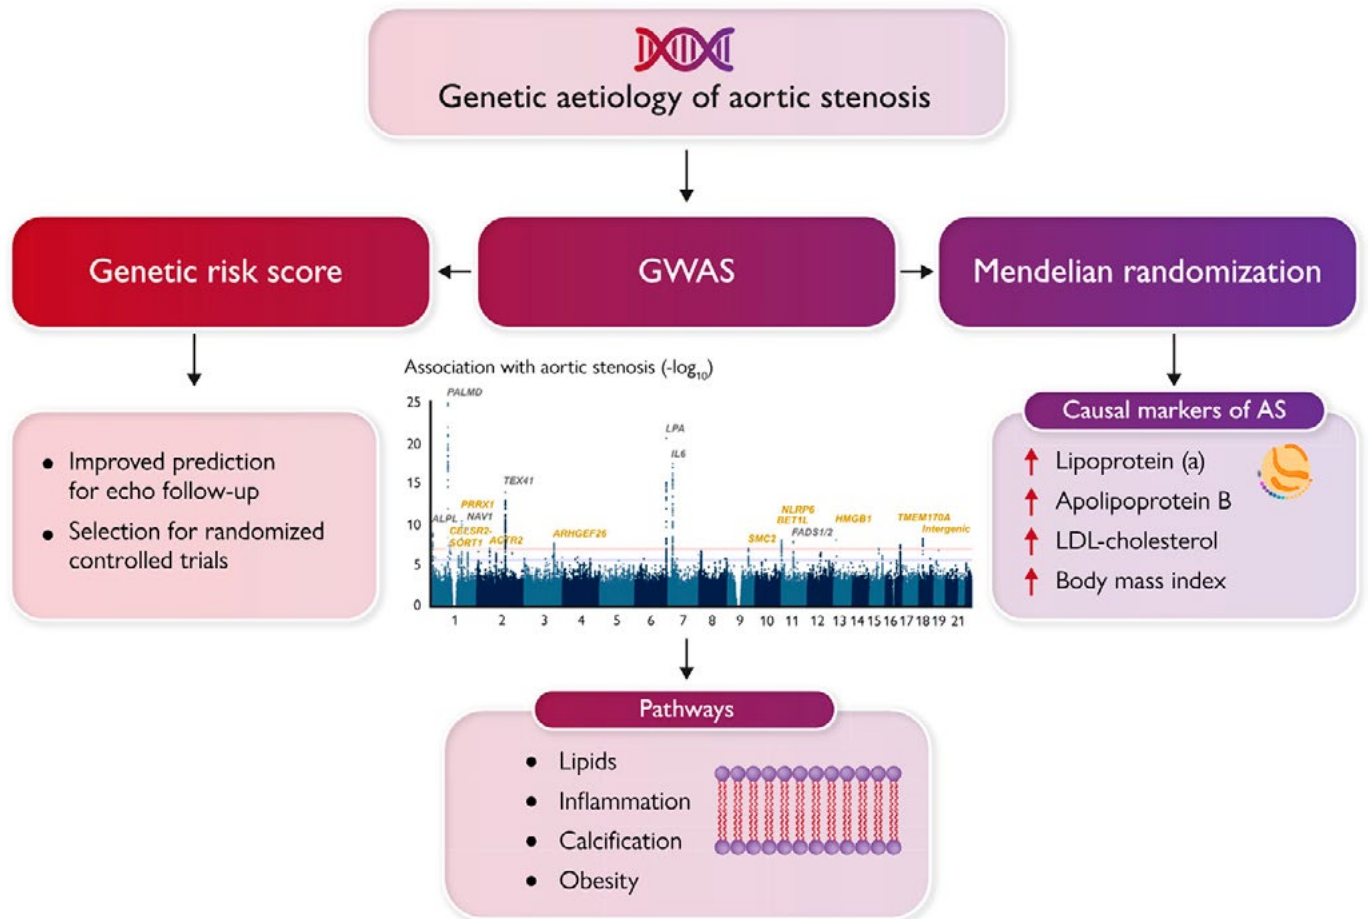 Genetic aetiology of aortic stenosis
Genetic risk score
GWAS
Mendelian randomization
• Improved prediction
for echo follow-up
• Selection for randomized
controlled trials
Association with aortic stenosis (-log10)
25
20
15
10
5
0
PALMD
ALPL
CELSR2-
SORT1
PRRX1
NAV1
ACTR2
TEX41
ARHGEF26
LPA
IL6
SMC2
NLRP6
BET1L
FADS1/2
HMGB1
TMEM170A
Intergenic
1 2 3 4 5 6 7 8 9 10 11 12 13 14 15 16 17 18 19 21
Causal markers of AS
Lipoprotein (a)
Apolipoprotein B
LDL-cholesterol
Body mass index
Pathways
• Lipids
• Inflammation
• Calcification
• Obesity